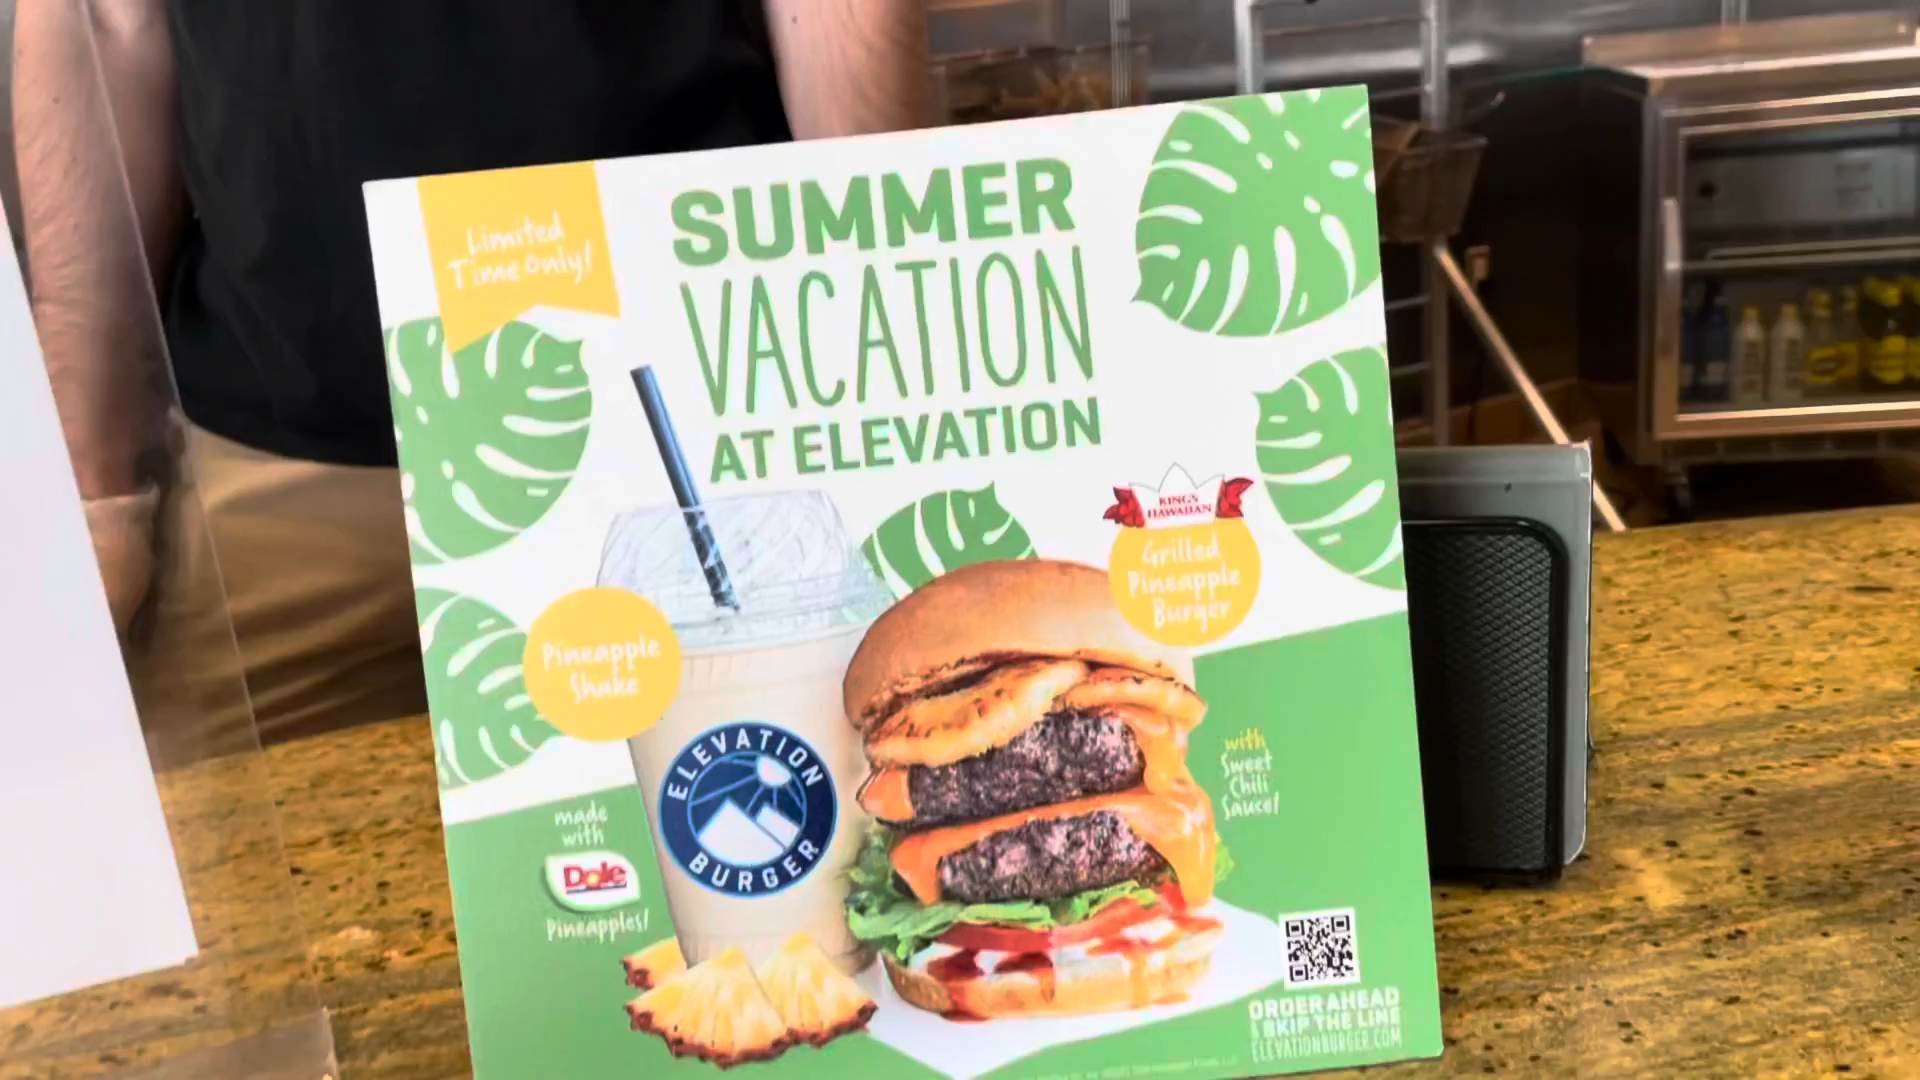 Limited
Time Only!
SUMMER
VACATION
AT ELEVATION
KING'S
HAWAIIAN
Grilled
Pineapple
Burger
Pineapple
Shake
with
Sweet
Chili
Sauce!
ELEVATION
BURGER
made
with
Dole
Pineapples!
ORDER AHEAD
& SKIP THE LINE
ELEVATIONBURGER.COM